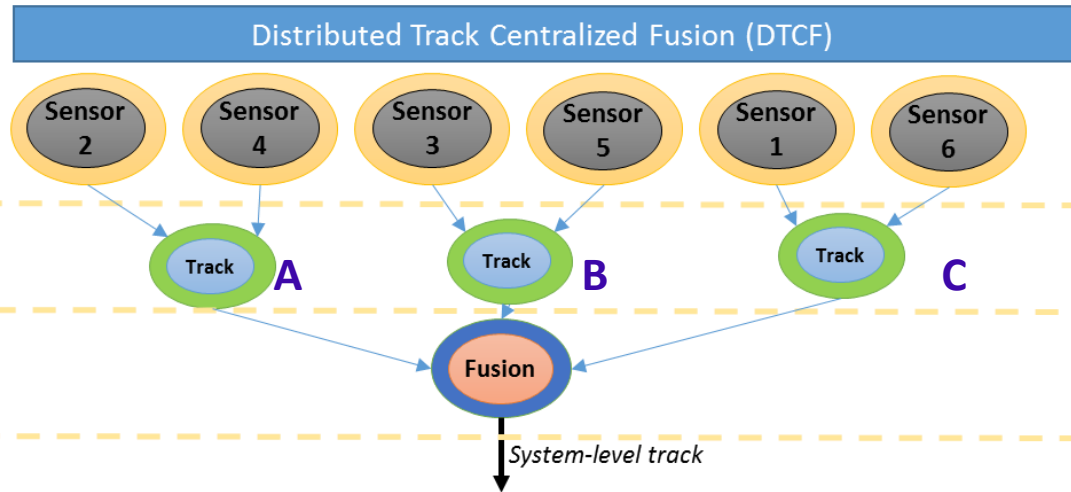 Distributed Track Centralized Fusion (DTCF)
Sensor
2
Sensor
4
Sensor
3
Sensor
5
Sensor
1
Sensor
6
Track
A
Track
B
Track
C
Fusion
System-level track